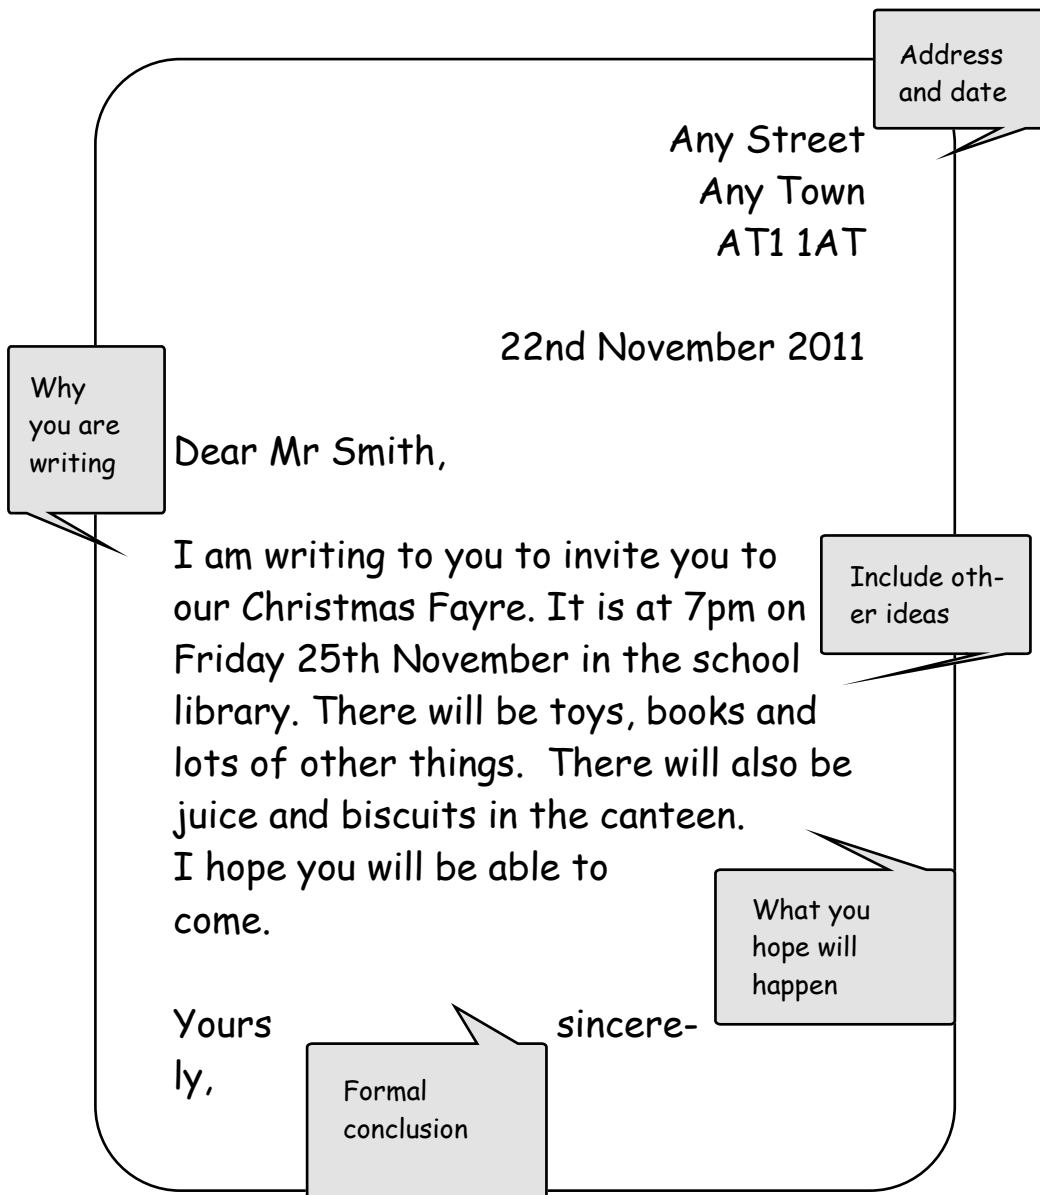 Address
and date
Any Street
Any Town
AT1 1AT
22nd November 2011
Why
you are
writing
Dear Mr Smith,
I am writing to you to invite you to
our Christmas Fayre. It is at 7pm on
Friday 25th November in the school
library. There will be toys, books and
lots of other things.  There will also be
juice and biscuits in the canteen.
I hope you will be able to
come.
Include oth-
er ideas
What you
hope will
happen
Yours sincere-
ly,
Formal
conclusion